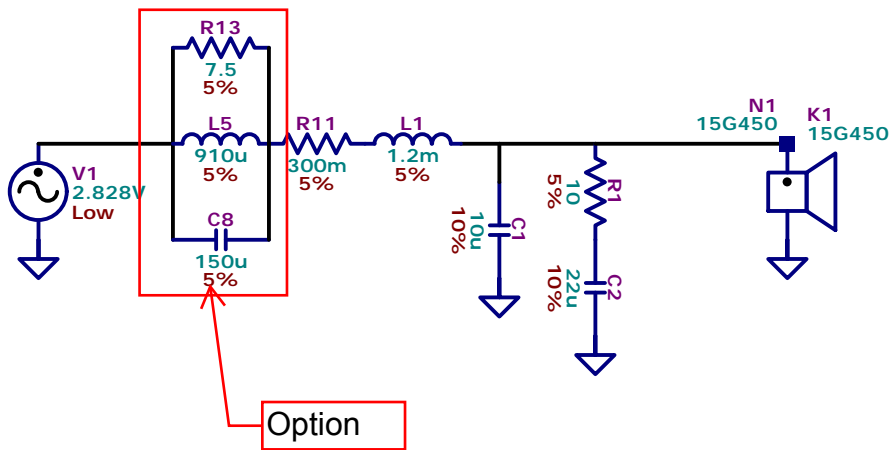 R13
7.5
5%
L5
910u
5%
C8
150u
5%
R11
300m
5%
L1
1.2m
5%
V1
2.828V
Low
C1
10u
10%
R1
10
5%
C2
22u
10%
N1
15G450
K1
15G450
Option